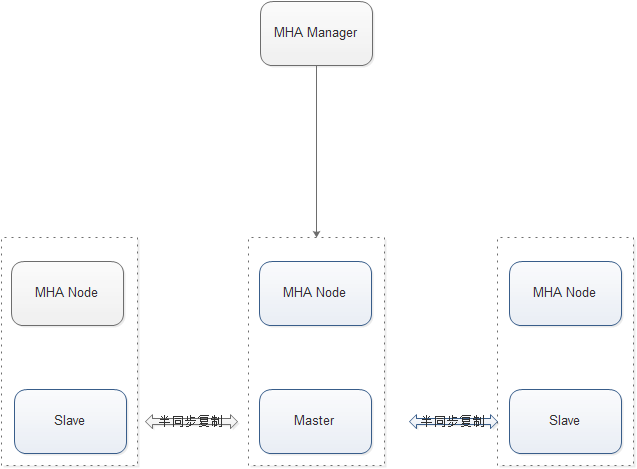 MHA Manager
MHA Node
MHA Node
MHA Node
Slave
半同步复制
Master
半同步复制
Slave